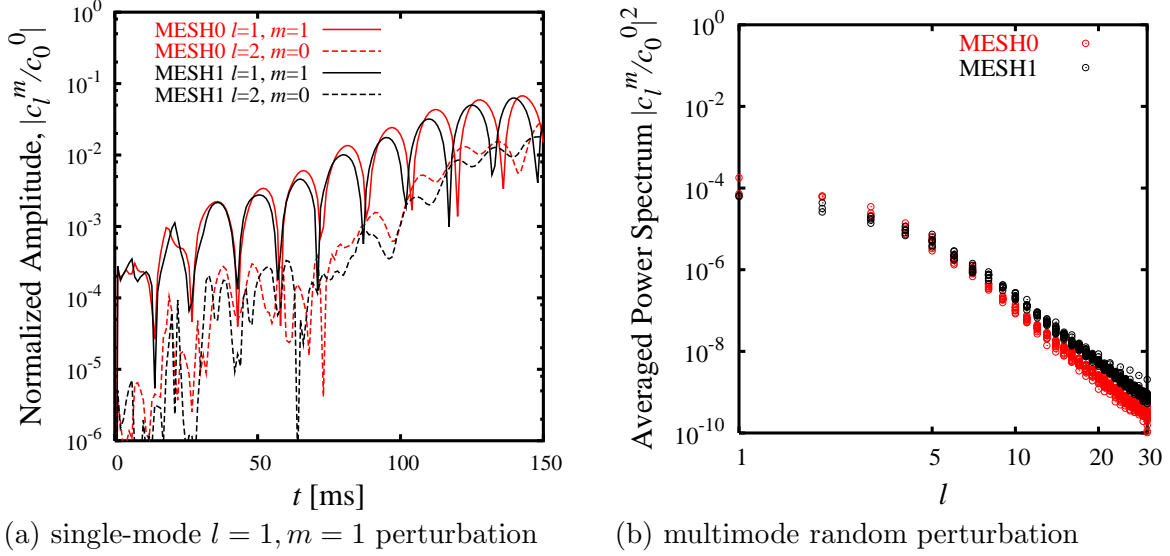 Normalized Amplitude, |c_l^m/c_0^0|
10^0
10^-1
10^-2
10^-3
10^-4
10^-5
10^-6
MESH0 l=1, m=1
MESH0 l=2, m=0
MESH1 l=1, m=1
MESH1 l=2, m=0
0 50 100 150
t [ms]
(a) single-mode l = 1, m = 1 perturbation
Averaged Power Spectrum |c_l^m/c_0^0|^2
10^0
10^-2
10^-4
10^-6
10^-8
10^-10
MESH0
MESH1
1 5 10 20 30
l
(b) multimode random perturbation